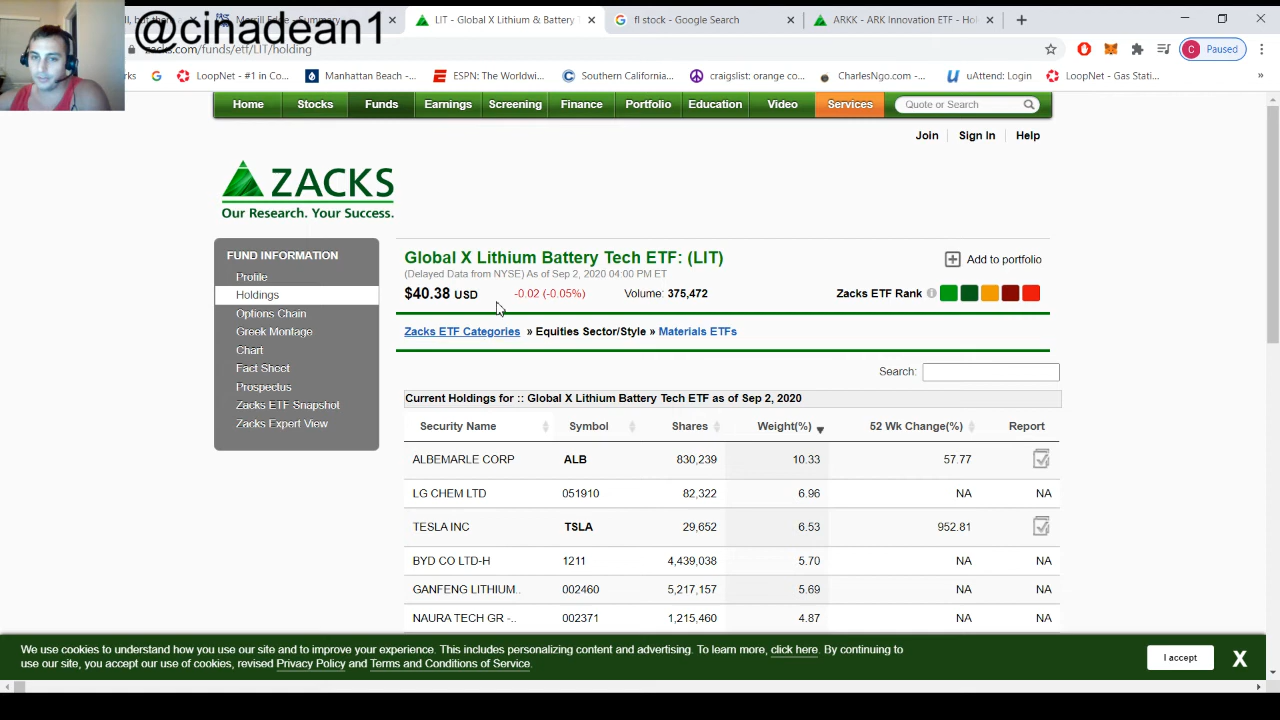 @cinadean1
ll, but the
Merrill Edge - Summary
LIT - Global X Lithium & Battery T
fl stock - Google Search
ARKK - ARK Innovation ETF - Hol
zacks.com/funds/etf/LIT/holding
C Paused
rks
LoopNet - #1 in Co...
Manhattan Beach -...
ESPN: The Worldwi...
Southern California...
craigslist: orange co...
CharlesNgo.com -...
uAttend: Login
LoopNet - Gas Stati...
»
Home Stocks Funds Earnings Screening Finance Portfolio Education Video Services Quote or Search
Join Sign In Help
ZACKS
Our Research. Your Success.
FUND INFORMATION
Profile
Holdings
Options Chain
Greek Montage
Chart
Fact Sheet
Prospectus
Zacks ETF Snapshot
Zacks Expert View
Global X Lithium Battery Tech ETF: (LIT)
Add to portfolio
(Delayed Data from NYSE) As of Sep 2, 2020 04:00 PM ET
$40.38 USD -0.02 (-0.05%) Volume: 375,472 Zacks ETF Rank
Zacks ETF Categories » Equities Sector/Style » Materials ETFs
Search:
Current Holdings for :: Global X Lithium Battery Tech ETF as of Sep 2, 2020
Security Name Symbol Shares Weight(%) 52 Wk Change(%) Report
ALBEMARLE CORP ALB 830,239 10.33 57.77
LG CHEM LTD 051910 82,322 6.96 NA NA
TESLA INC TSLA 29,652 6.53 952.81
BYD CO LTD-H 1211 4,439,038 5.70 NA NA
GANFENG LITHIUM.. 002460 5,217,157 5.69 NA NA
NAURA TECH GR -.. 002371 1,215,460 4.87 NA NA
We use cookies to understand how you use our site and to improve your experience. This includes personalizing content and advertising. To learn more, click here. By continuing to
use our site, you accept our use of cookies, revised Privacy Policy and Terms and Conditions of Service.
I accept X